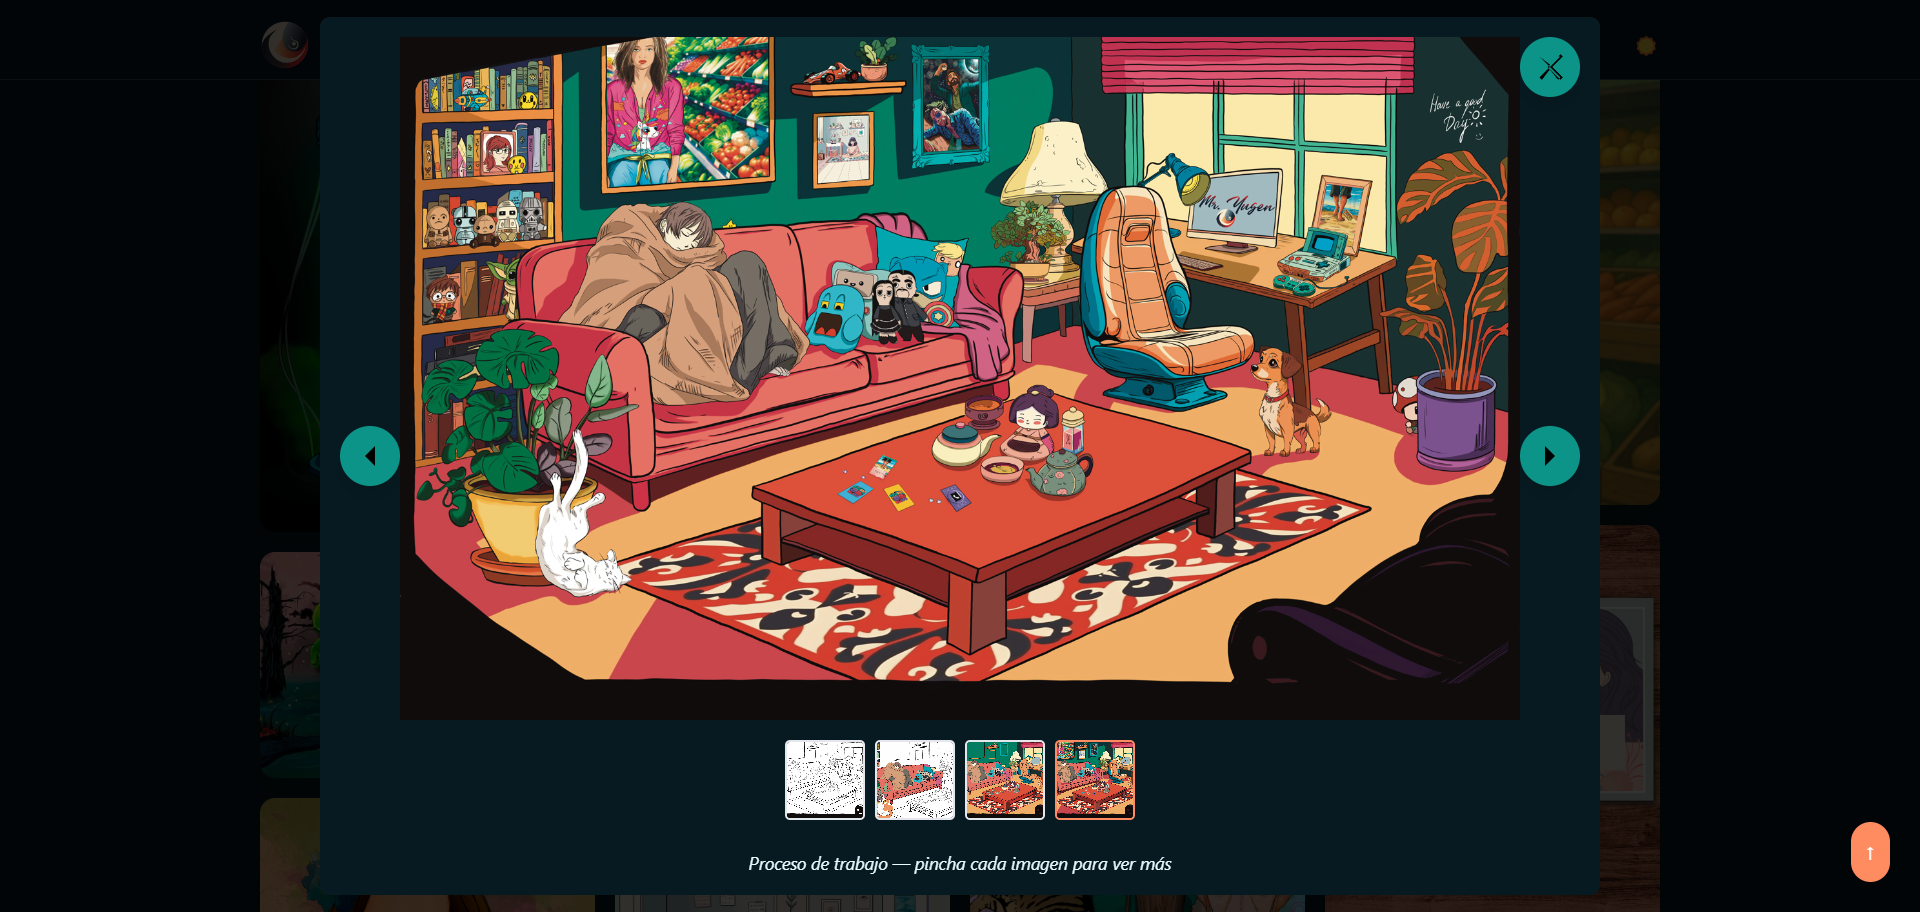 Have a good
Day
Mr. Yugen
Proceso de trabajo — pincha cada imagen para ver más